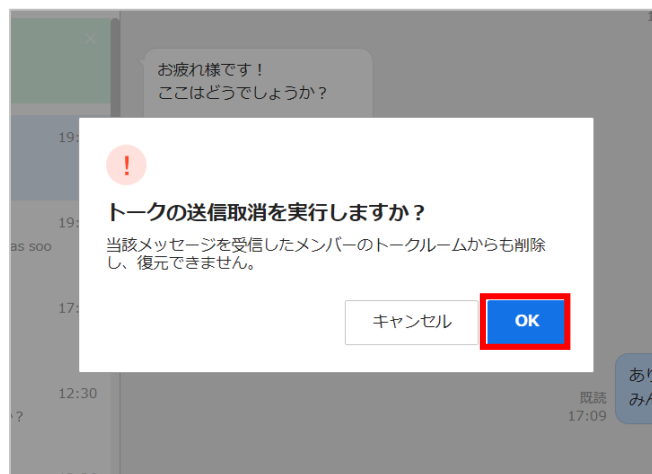 お疲れ様です！
ここはどうでしょうか？
19:
!
トークの送信取消を実行しますか？
19:
as soo
当該メッセージを受信したメンバーのトークルームからも削除
し、復元できません。
17:
キャンセル
OK
12:30
？
既読
17:09
あり
みん